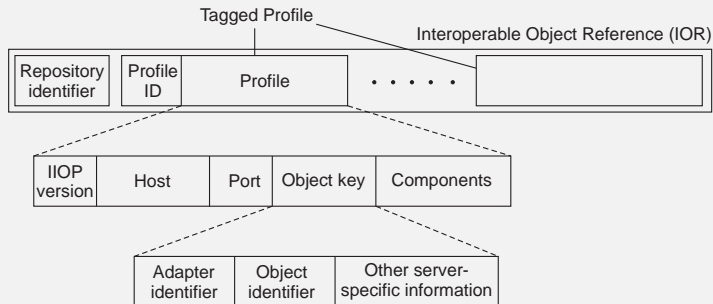 Tagged Profile
Interoperable Object Reference (IOR)
Repository
identifier
Profile
ID
Profile
IIOP
version
Host
Port
Object key
Components
Adapter
identifier
Object
identifier
Other server-
specific information